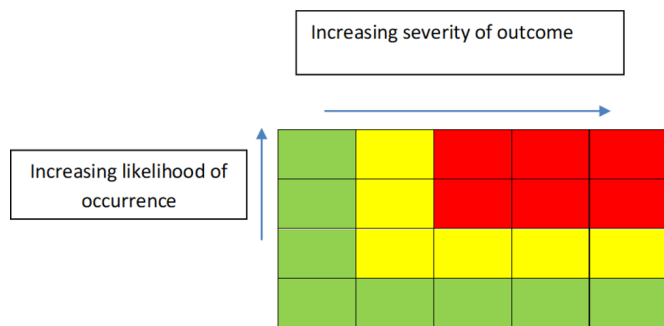 Increasing severity of outcome
Increasing likelihood of
occurrence